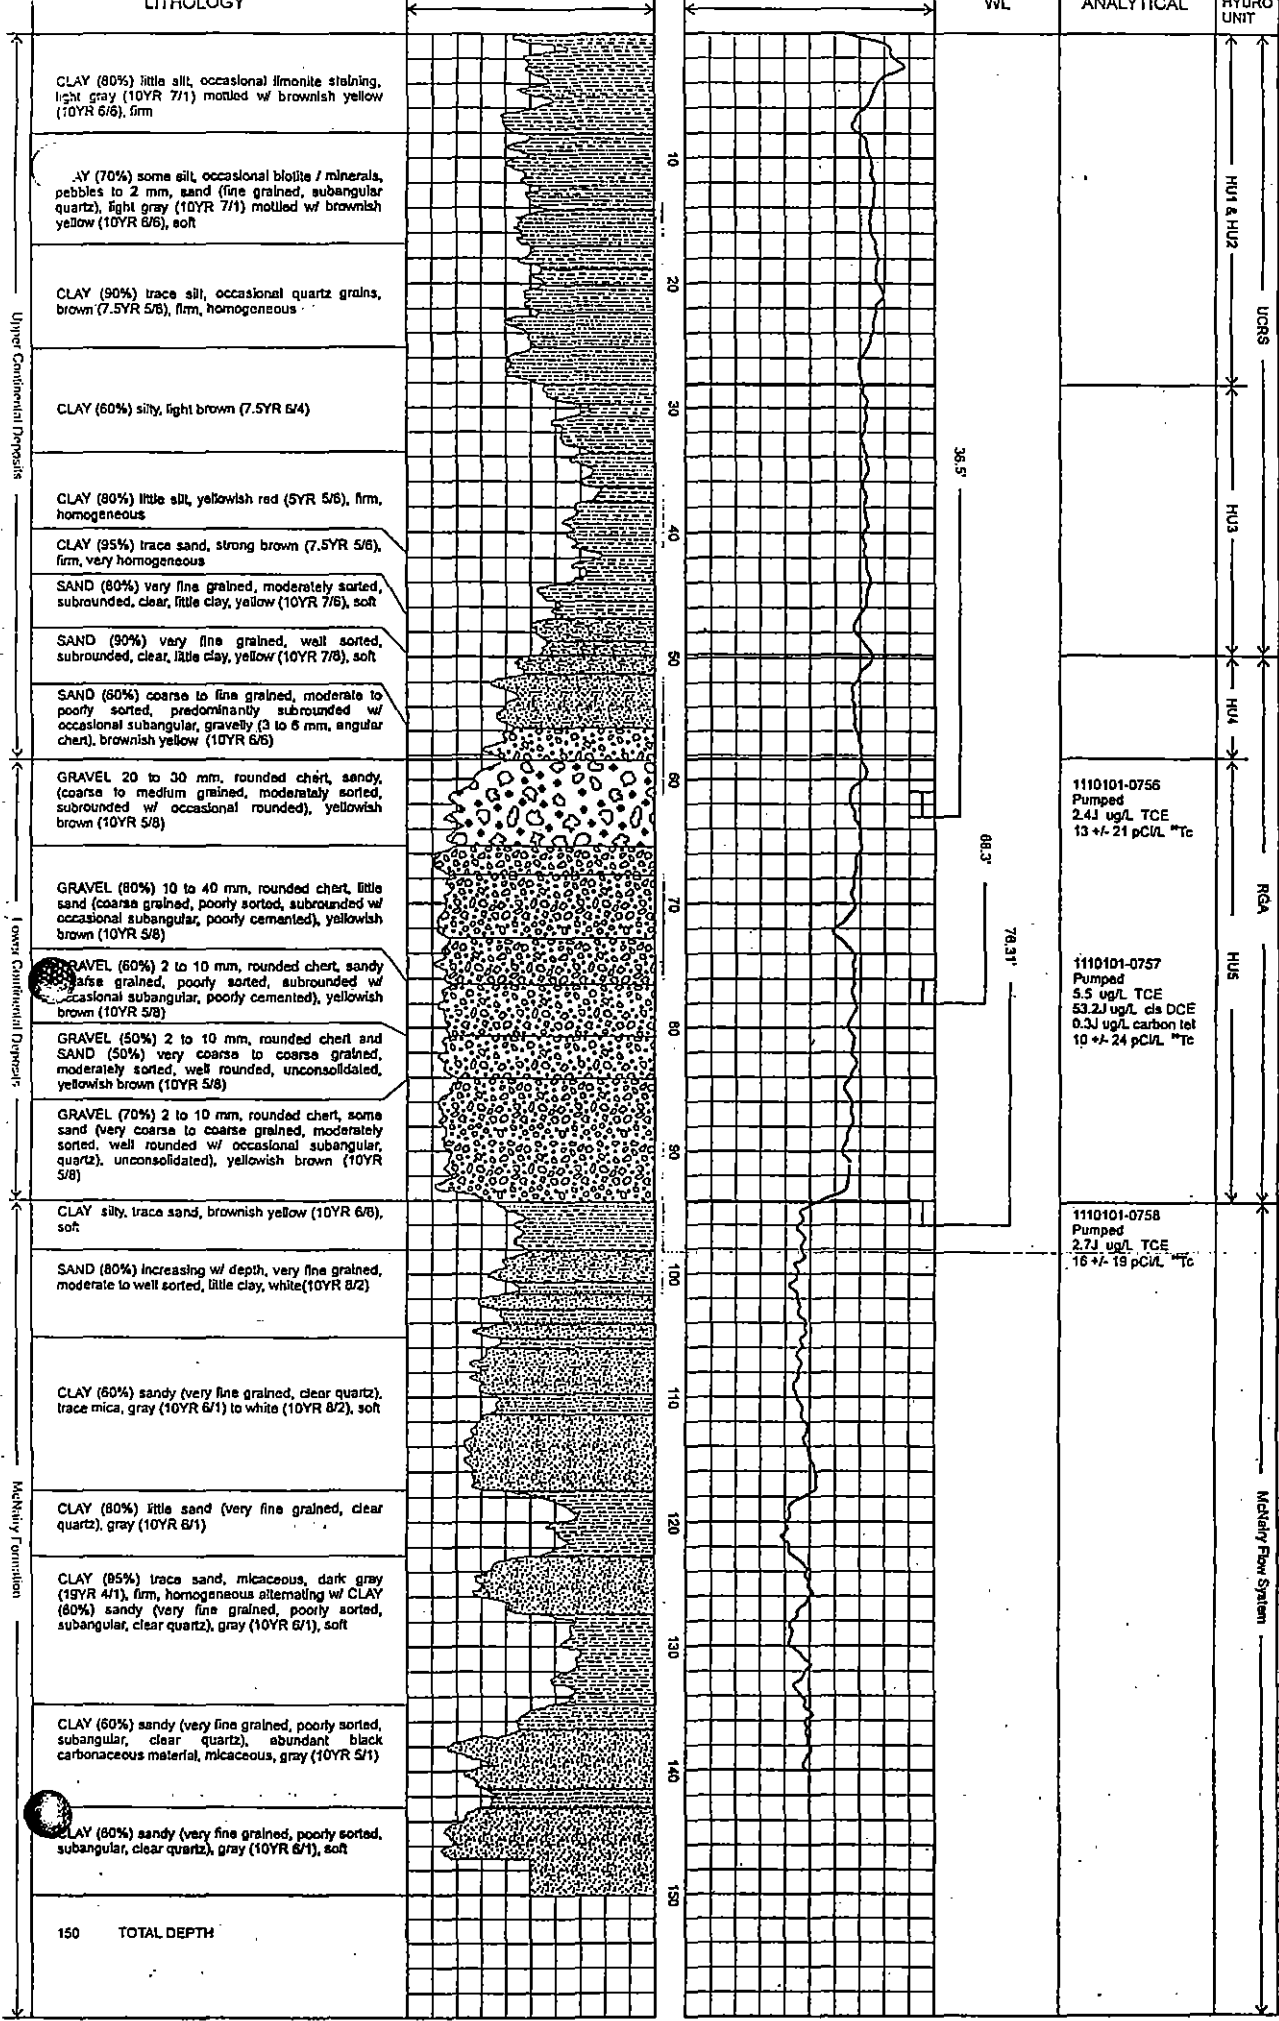 LITHOLOGY
WL
ANALYTICAL
HYDRO
UNIT
CLAY (80%) little silt, occasional limonite staining,
light gray (10YR 7/1) mottled w/ brownish yellow
(10YR 6/6), firm
AY (70%) some silt, occasional biotite / minerals,
pebbles to 2 mm, sand (fine grained, subangular
quartz), light gray (10YR 7/1) mottled w/ brownish
yellow (10YR 6/6), soft
CLAY (90%) trace silt, occasional quartz grains,
brown (7.5YR 5/6), firm, homogeneous
CLAY (60%) silty, light brown (7.5YR 6/4)
CLAY (80%) little silt, yellowish red (5YR 5/6), firm,
homogeneous
CLAY (95%) trace sand, strong brown (7.5YR 5/6),
firm, very homogeneous
SAND (80%) very fine grained, moderately sorted,
subrounded, clear, little clay, yellow (10YR 7/6), soft
SAND (90%) very fine grained, well sorted,
subrounded, clear, little clay, yellow (10YR 7/6), soft
SAND (60%) coarse to fine grained, moderate to
poorly sorted, predominantly subrounded w/
occasional subangular, gravelly (3 to 6 mm, angular
chert), brownish yellow (10YR 6/6)
GRAVEL 20 to 30 mm, rounded chert, sandy,
(coarse to medium grained, moderately sorted,
subrounded w/ occasional rounded), yellowish
brown (10YR 5/8)
GRAVEL (80%) 10 to 40 mm, rounded chert, little
sand (coarse grained, poorly sorted, subrounded w/
occasional subangular, poorly cemented), yellowish
brown (10YR 5/8)
RAVEL (60%) 2 to 10 mm, rounded chert, sandy
arse grained, poorly sorted, subrounded w/
ccasional subangular, poorly cemented), yellowish
brown (10YR 5/8)
GRAVEL (50%) 2 to 10 mm, rounded chert and
SAND (50%) very coarse to coarse grained,
moderately sorted, well rounded, unconsolidated,
yellowish brown (10YR 5/8)
GRAVEL (70%) 2 to 10 mm, rounded chert, some
sand (very coarse to coarse grained, moderately
sorted, well rounded w/ occasional subangular,
quartz), unconsolidated), yellowish brown (10YR
5/8)
CLAY silty, trace sand, brownish yellow (10YR 6/8),
soft
SAND (80%) increasing w/ depth, very fine grained,
moderate to well sorted, little clay, white(10YR 8/2)
CLAY (60%) sandy (very fine grained, clear quartz),
trace mica, gray (10YR 6/1) to white (10YR 8/2), soft
CLAY (80%) little sand (very fine grained, clear
quartz), gray (10YR 6/1)
CLAY (95%) trace sand, micaceous, dark gray
(19YR 4/1), firm, homogeneous alternating w/ CLAY
(60%) sandy (very fine grained, poorly sorted,
subangular, clear quartz), gray (10YR 6/1), soft
CLAY (60%) sandy (very fine grained, poorly sorted,
subangular, clear quartz), abundant black
carbonaceous material, micaceous, gray (10YR 5/1)
CLAY (60%) sandy (very fine grained, poorly sorted,
subangular, clear quartz), gray (10YR 6/1), soft
150 TOTAL DEPTH
Upper Continental Deposits
Lower Continental Deposits
McNairy Formation
10
20
30
40
50
60
70
80
90
100
110
120
130
140
150
36.5'
68.3'
78.31'
1110101-0756
Pumped
2.4J ug/L TCE
13 +/- 21 pCi/L ⁹⁹Tc
1110101-0757
Pumped
5.5 ug/L TCE
53.2J ug/L cis DCE
0.3J ug/L carbon tet
10 +/- 24 pCi/L ⁹⁹Tc
1110101-0758
Pumped
2.7J ug/L TCE
16 +/- 19 pCi/L ⁹⁹Tc
HU1 & HU2
HU3
HU4
HU5
UCRS
RGA
McNairy Flow System